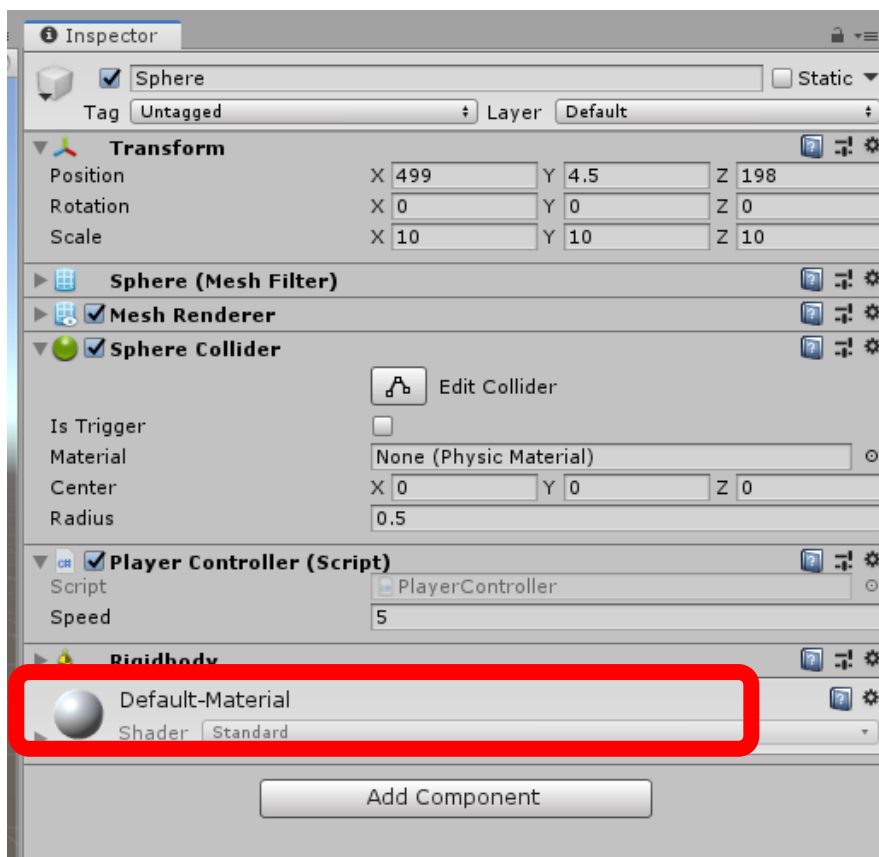 Inspector
Sphere Static
Tag Untagged Layer Default
Transform
Position X 499 Y 4.5 Z 198
Rotation X 0 Y 0 Z 0
Scale X 10 Y 10 Z 10
Sphere (Mesh Filter)
Mesh Renderer
Sphere Collider
Edit Collider
Is Trigger
Material None (Physic Material)
Center X 0 Y 0 Z 0
Radius 0.5
c# Player Controller (Script)
Script PlayerController
Speed 5
Rigidbody
Default-Material
Shader Standard
Add Component